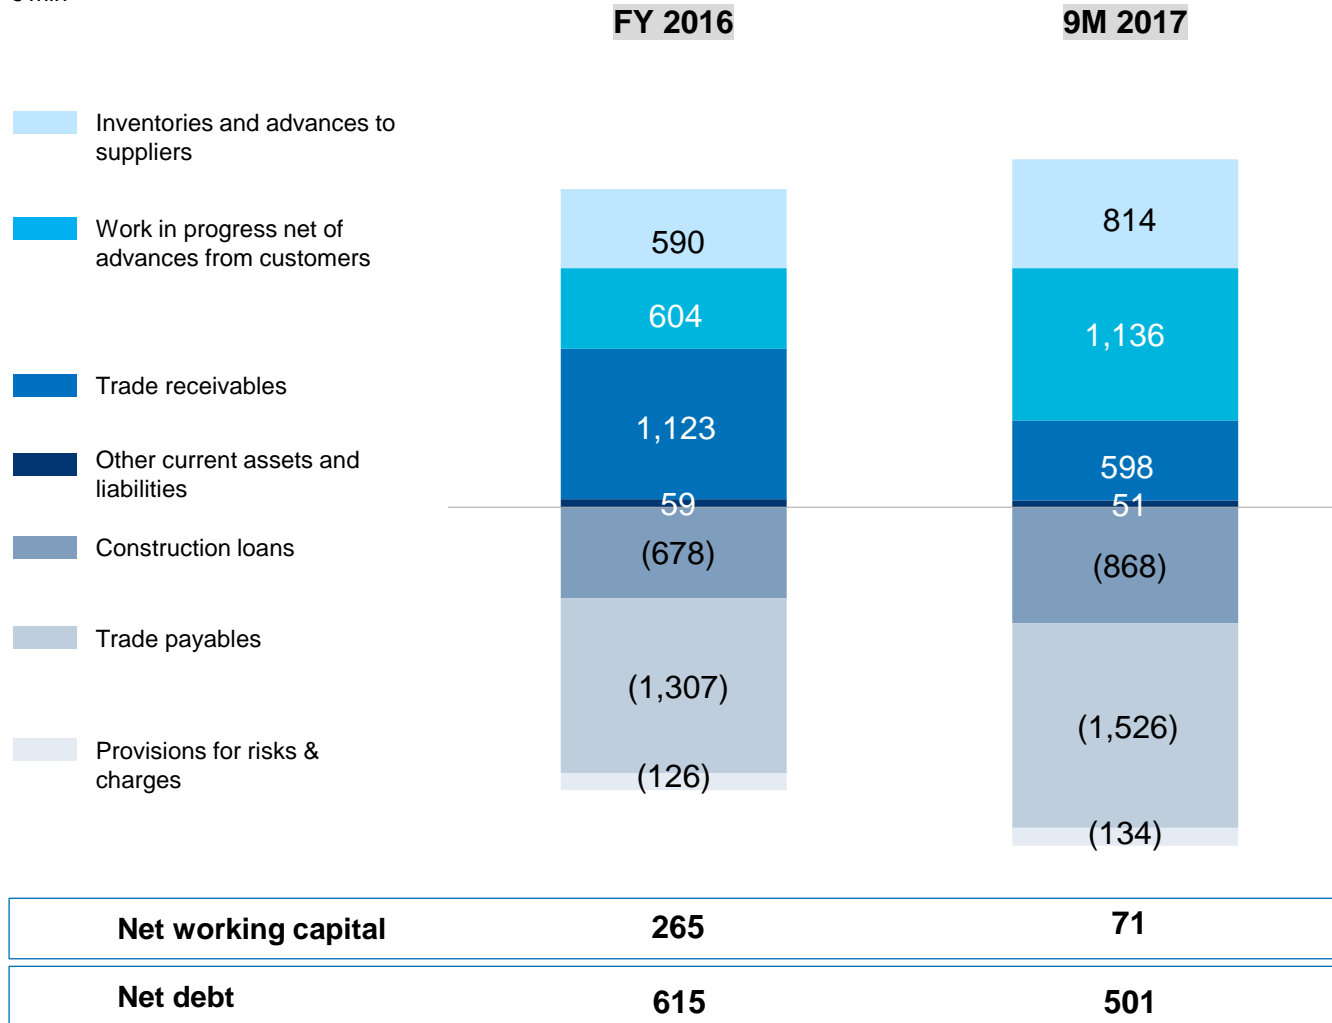 FY 2016
9M 2017
Inventories and advances to
suppliers
590
814
Work in progress net of
advances from customers
604
1,136
Trade receivables
1,123
598
Other current assets and
liabilities
59
51
Construction loans
(678)
(868)
Trade payables
(1,307)
(1,526)
Provisions for risks &
charges
(126)
(134)
Net working capital
265
71
Net debt
615
501